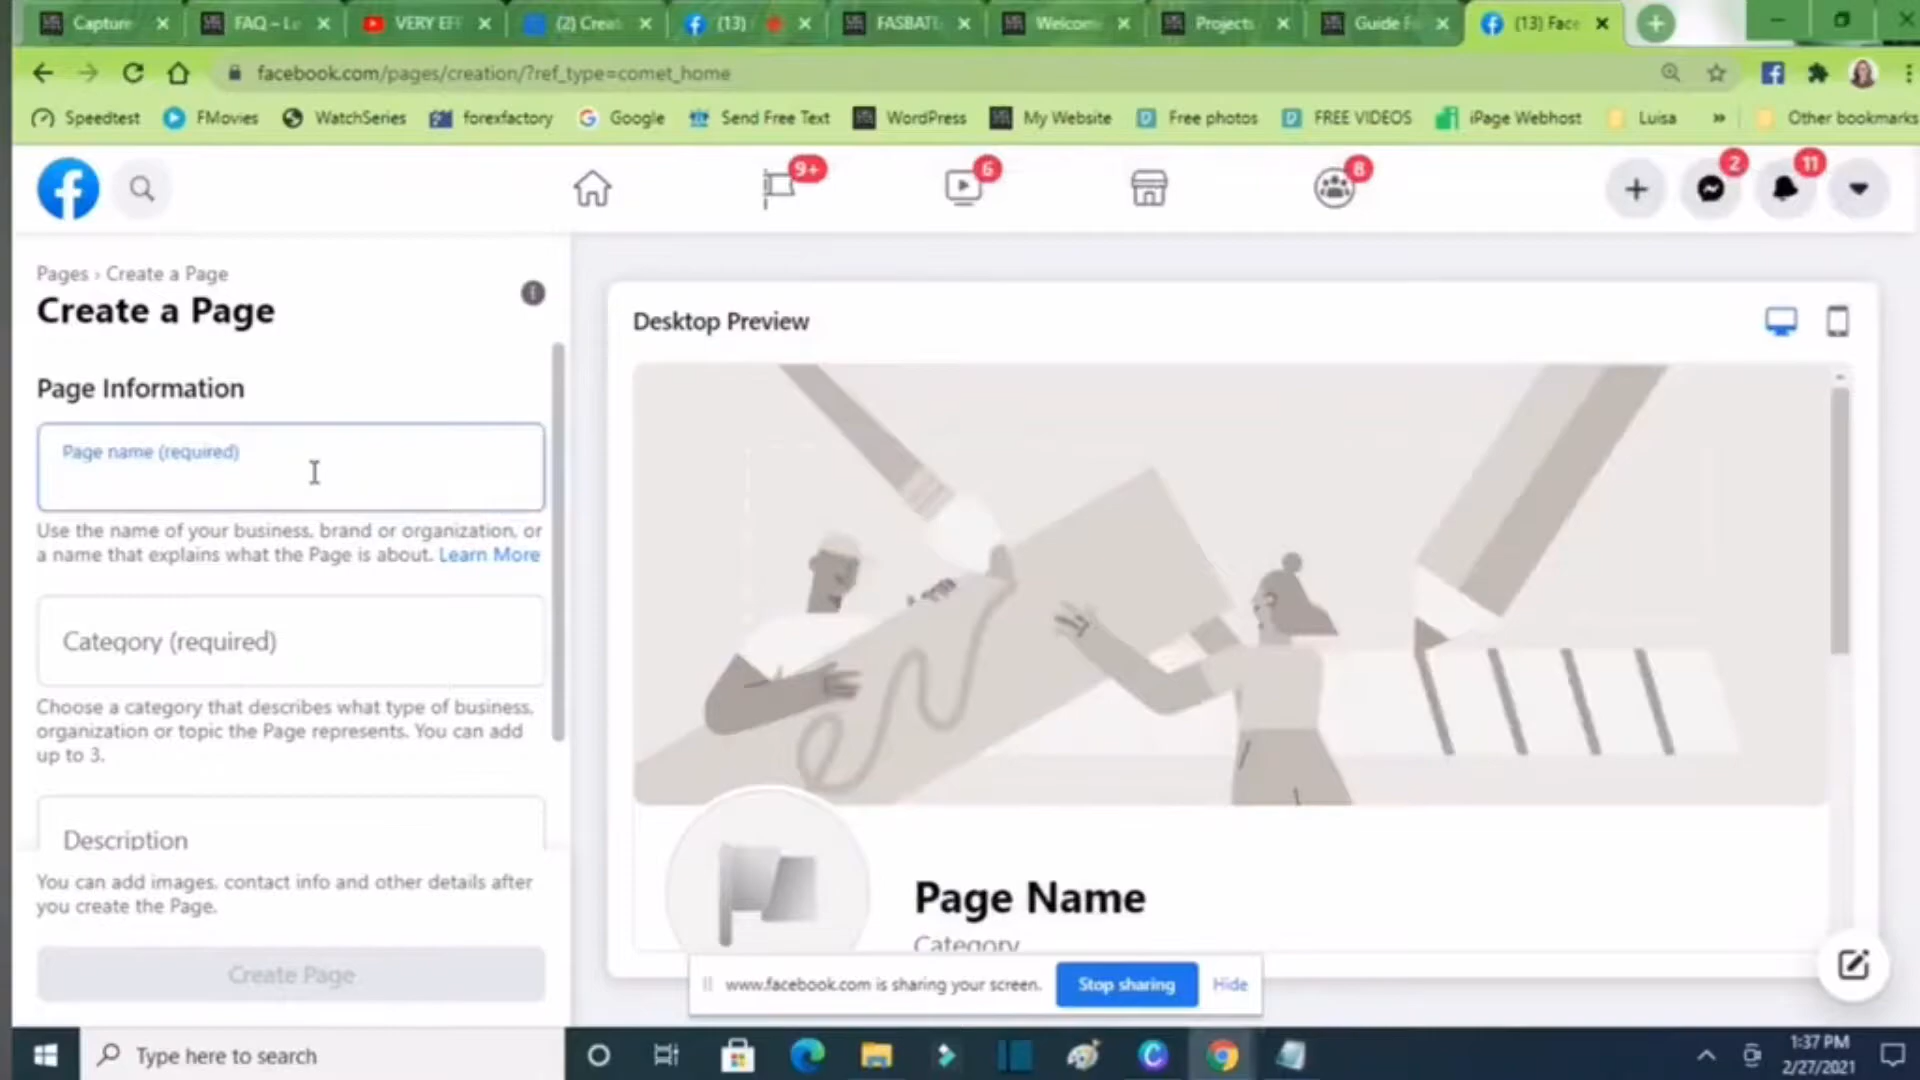 Capture
FAQ – Le
VERY EFF
(2) Creat
(13)
FASBATL
Welcome
Projects
Guide F
(13) Face
facebook.com/pages/creation/?ref_type=comet_home
Speedtest
FMovies
WatchSeries
forexfactory
Google
Send Free Text
WordPress
My Website
Free photos
FREE VIDEOS
iPage Webhost
Luisa
»
Other bookmarks
9+
6
8
2
11
Pages › Create a Page
Create a Page
Page Information
Page name (required)
Use the name of your business, brand or organization, or
a name that explains what the Page is about. Learn More
Category (required)
Choose a category that describes what type of business,
organization or topic the Page represents. You can add
up to 3.
Description
You can add images, contact info and other details after
you create the Page.
Create Page
Desktop Preview
Page Name
Category
www.facebook.com is sharing your screen.
Stop sharing
Hide
Type here to search
1:37 PM
2/27/2021